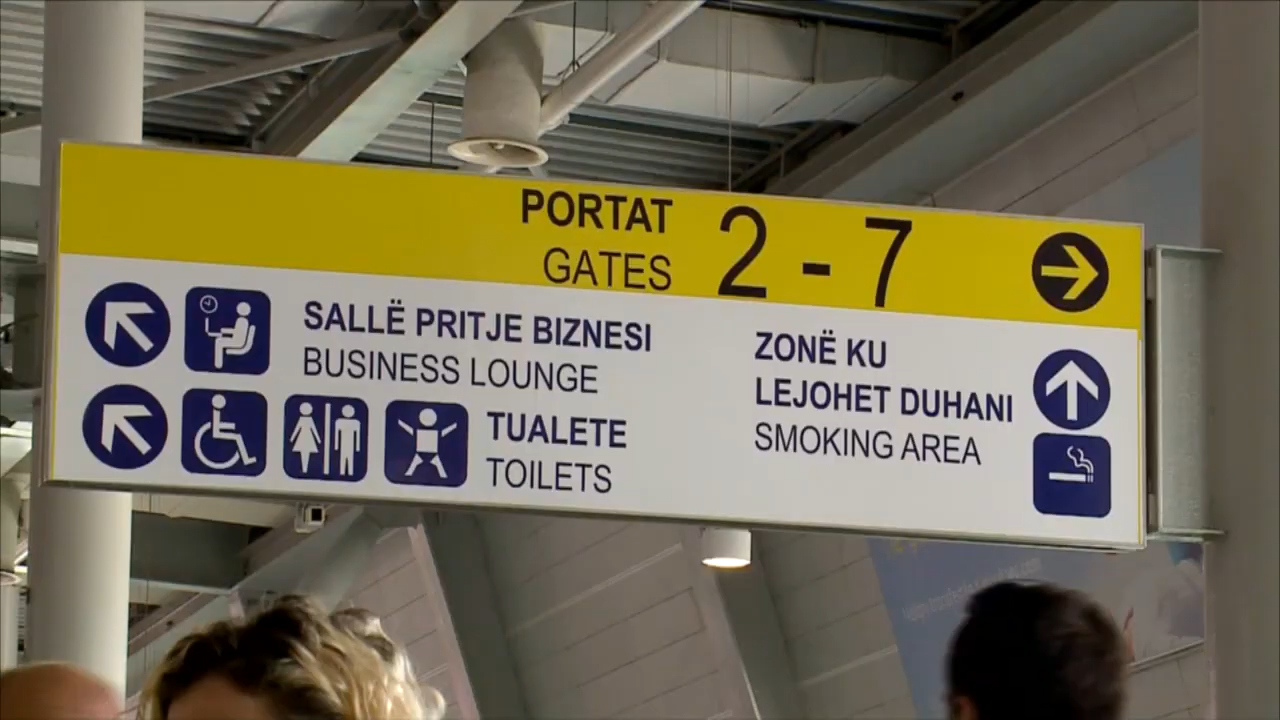 PORTAT
GATES
2 - 7
SALLË PRITJE BIZNESI
BUSINESS LOUNGE
TUALETE
TOILETS
ZONË KU
LEJOHET DUHANI
SMOKING AREA